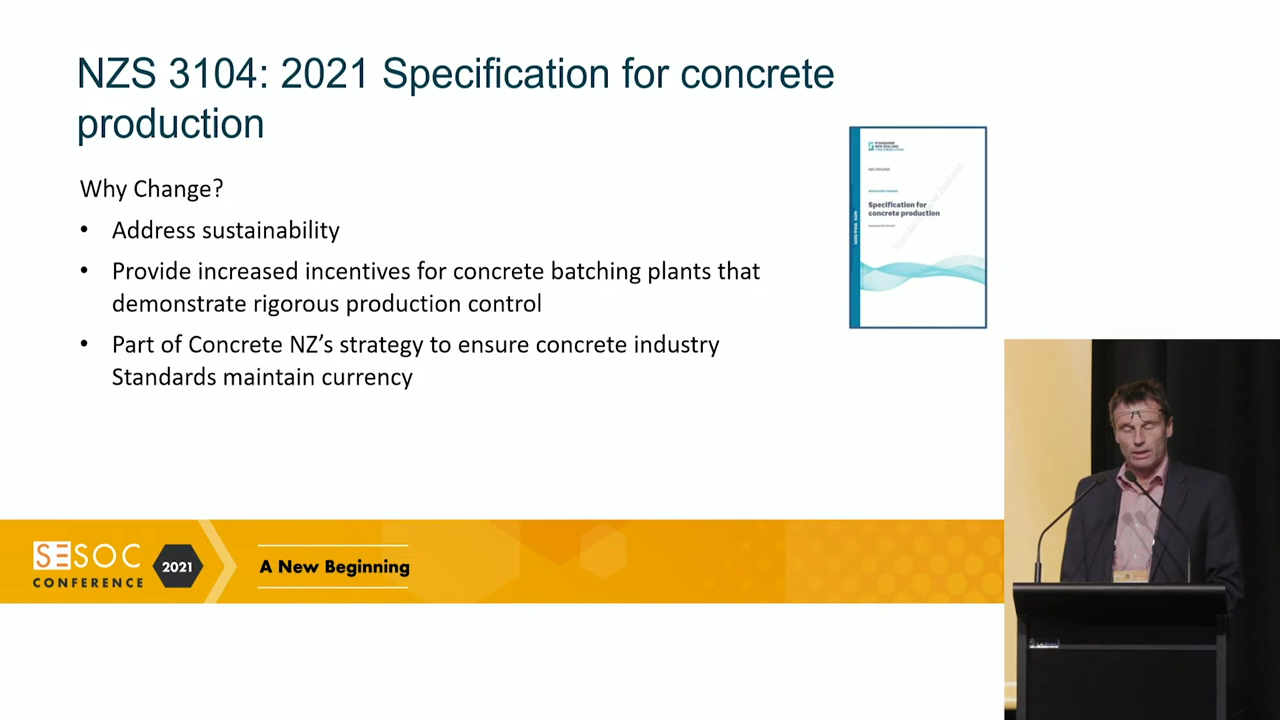 NZS 3104: 2021 Specification for concrete
production
Why Change?
• Address sustainability
• Provide increased incentives for concrete batching plants that
demonstrate rigorous production control
• Part of Concrete NZ’s strategy to ensure concrete industry
Standards maintain currency
Specification for
concrete production
SESOC
CONFERENCE
2021
A New Beginning